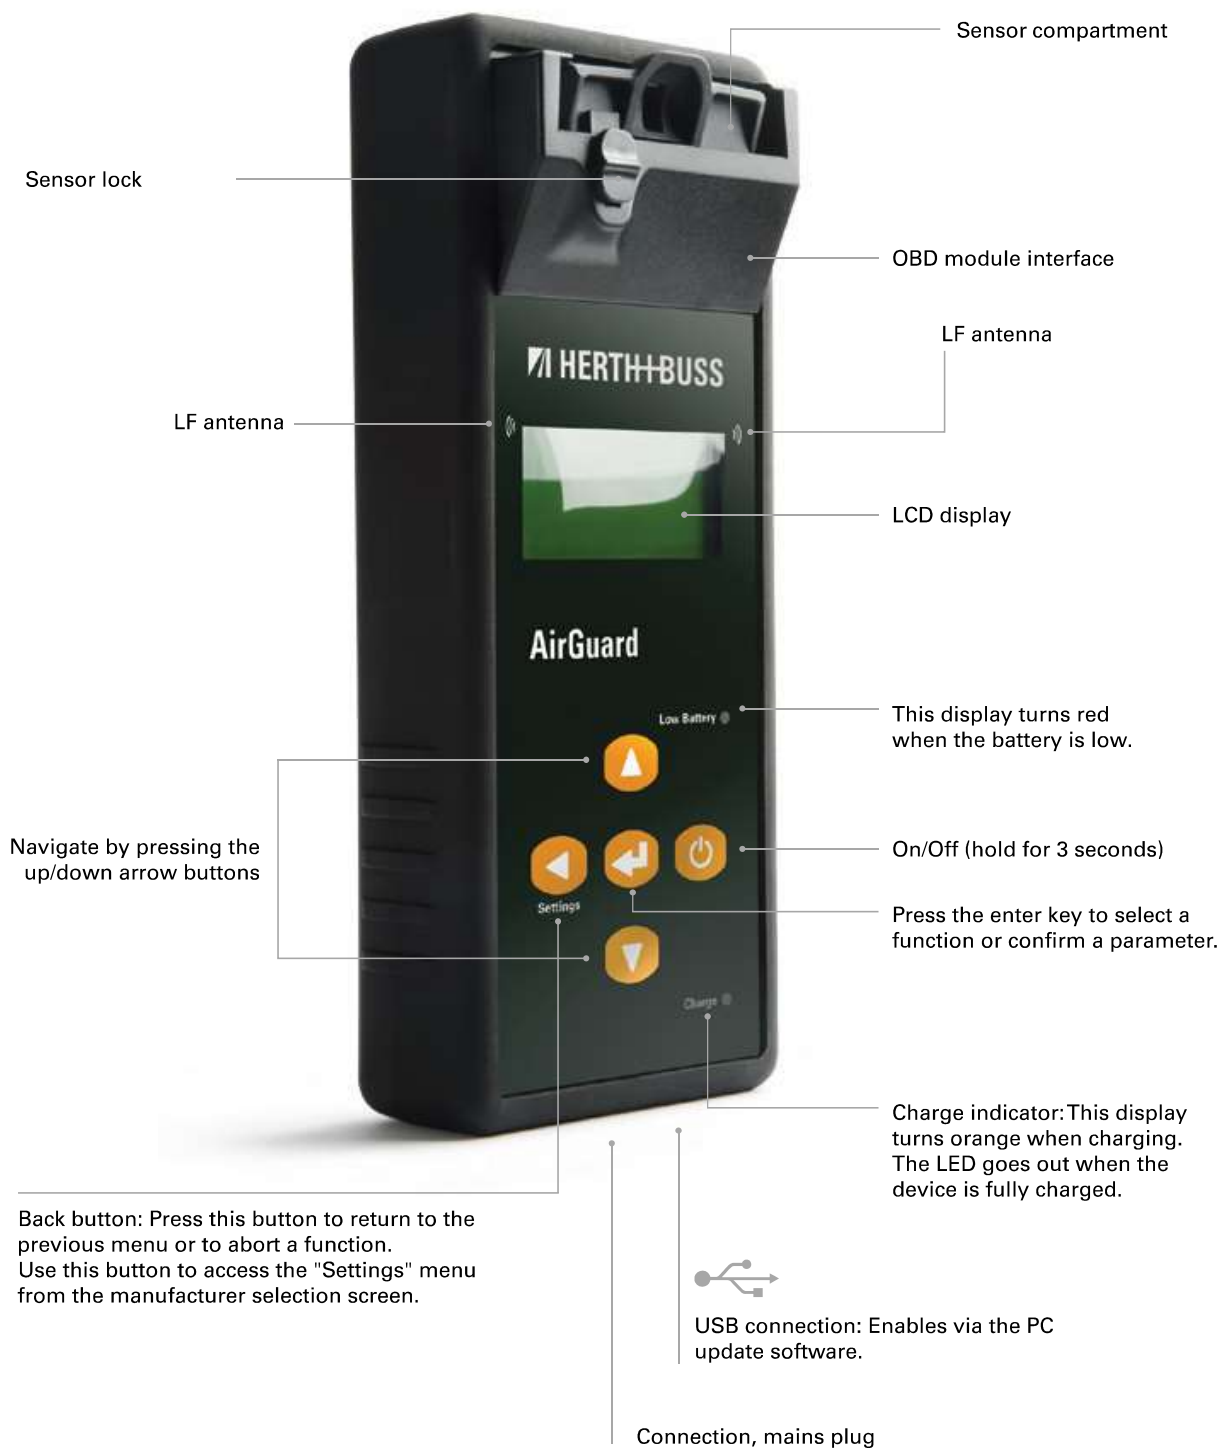 Sensor compartment
Sensor lock
OBD module interface
LF antenna
HERTH+BUSS
LF antenna
LCD display
AirGuard
Low Battery
This display turns red
when the battery is low.
Navigate by pressing the
up/down arrow buttons
On/Off (hold for 3 seconds)
Settings
Press the enter key to select a
function or confirm a parameter.
Charge
Charge indicator: This display
turns orange when charging.
The LED goes out when the
device is fully charged.
Back button: Press this button to return to the
previous menu or to abort a function.
Use this button to access the "Settings" menu
from the manufacturer selection screen.
USB connection: Enables via the PC
update software.
Connection, mains plug